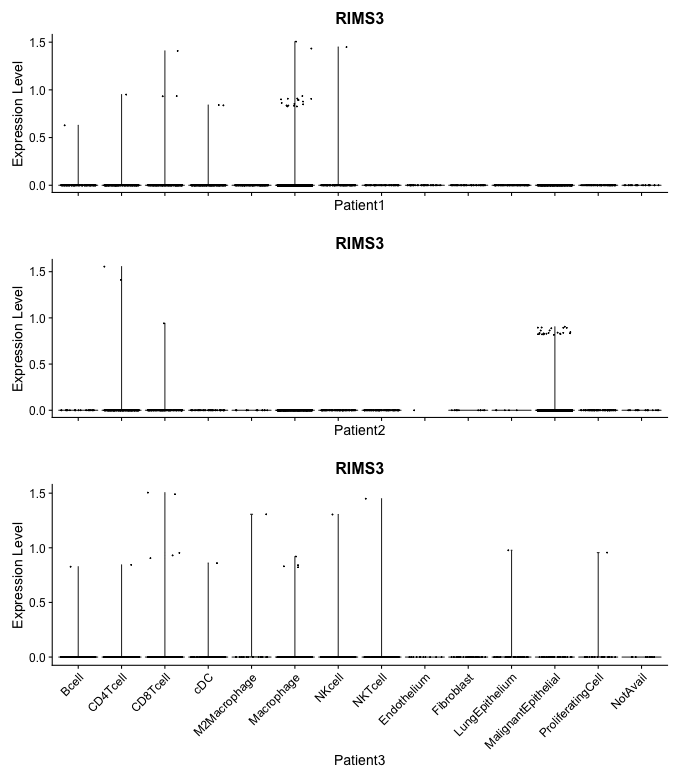 RIMS3
Expression Level
1.5
1.0
0.5
0.0
Patient1
RIMS3
Expression Level
1.5
1.0
0.5
0.0
Patient2
RIMS3
Expression Level
1.5
1.0
0.5
0.0
Bcell
CD4Tcell
CD8Tcell
cDC
M2Macrophage
Macrophage
NKcell
NKTcell
Endothelium
Fibroblast
LungEpithelium
MalignantEpithelial
ProliferatingCell
NotAvail
Patient3